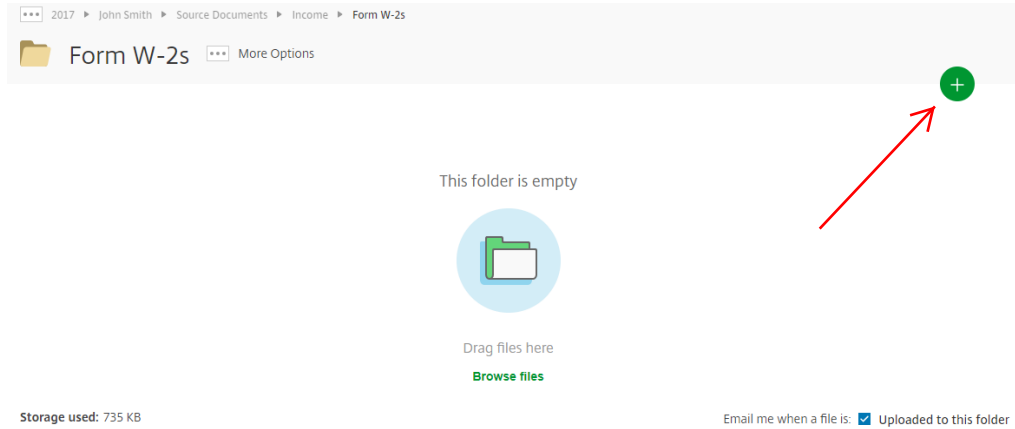 2017 ▸ John Smith ▸ Source Documents ▸ Income ▸ Form W-2s
Form W-2s ••• More Options
This folder is empty
Drag files here
Browse files
Storage used: 735 KB
Email me when a file is: Uploaded to this folder